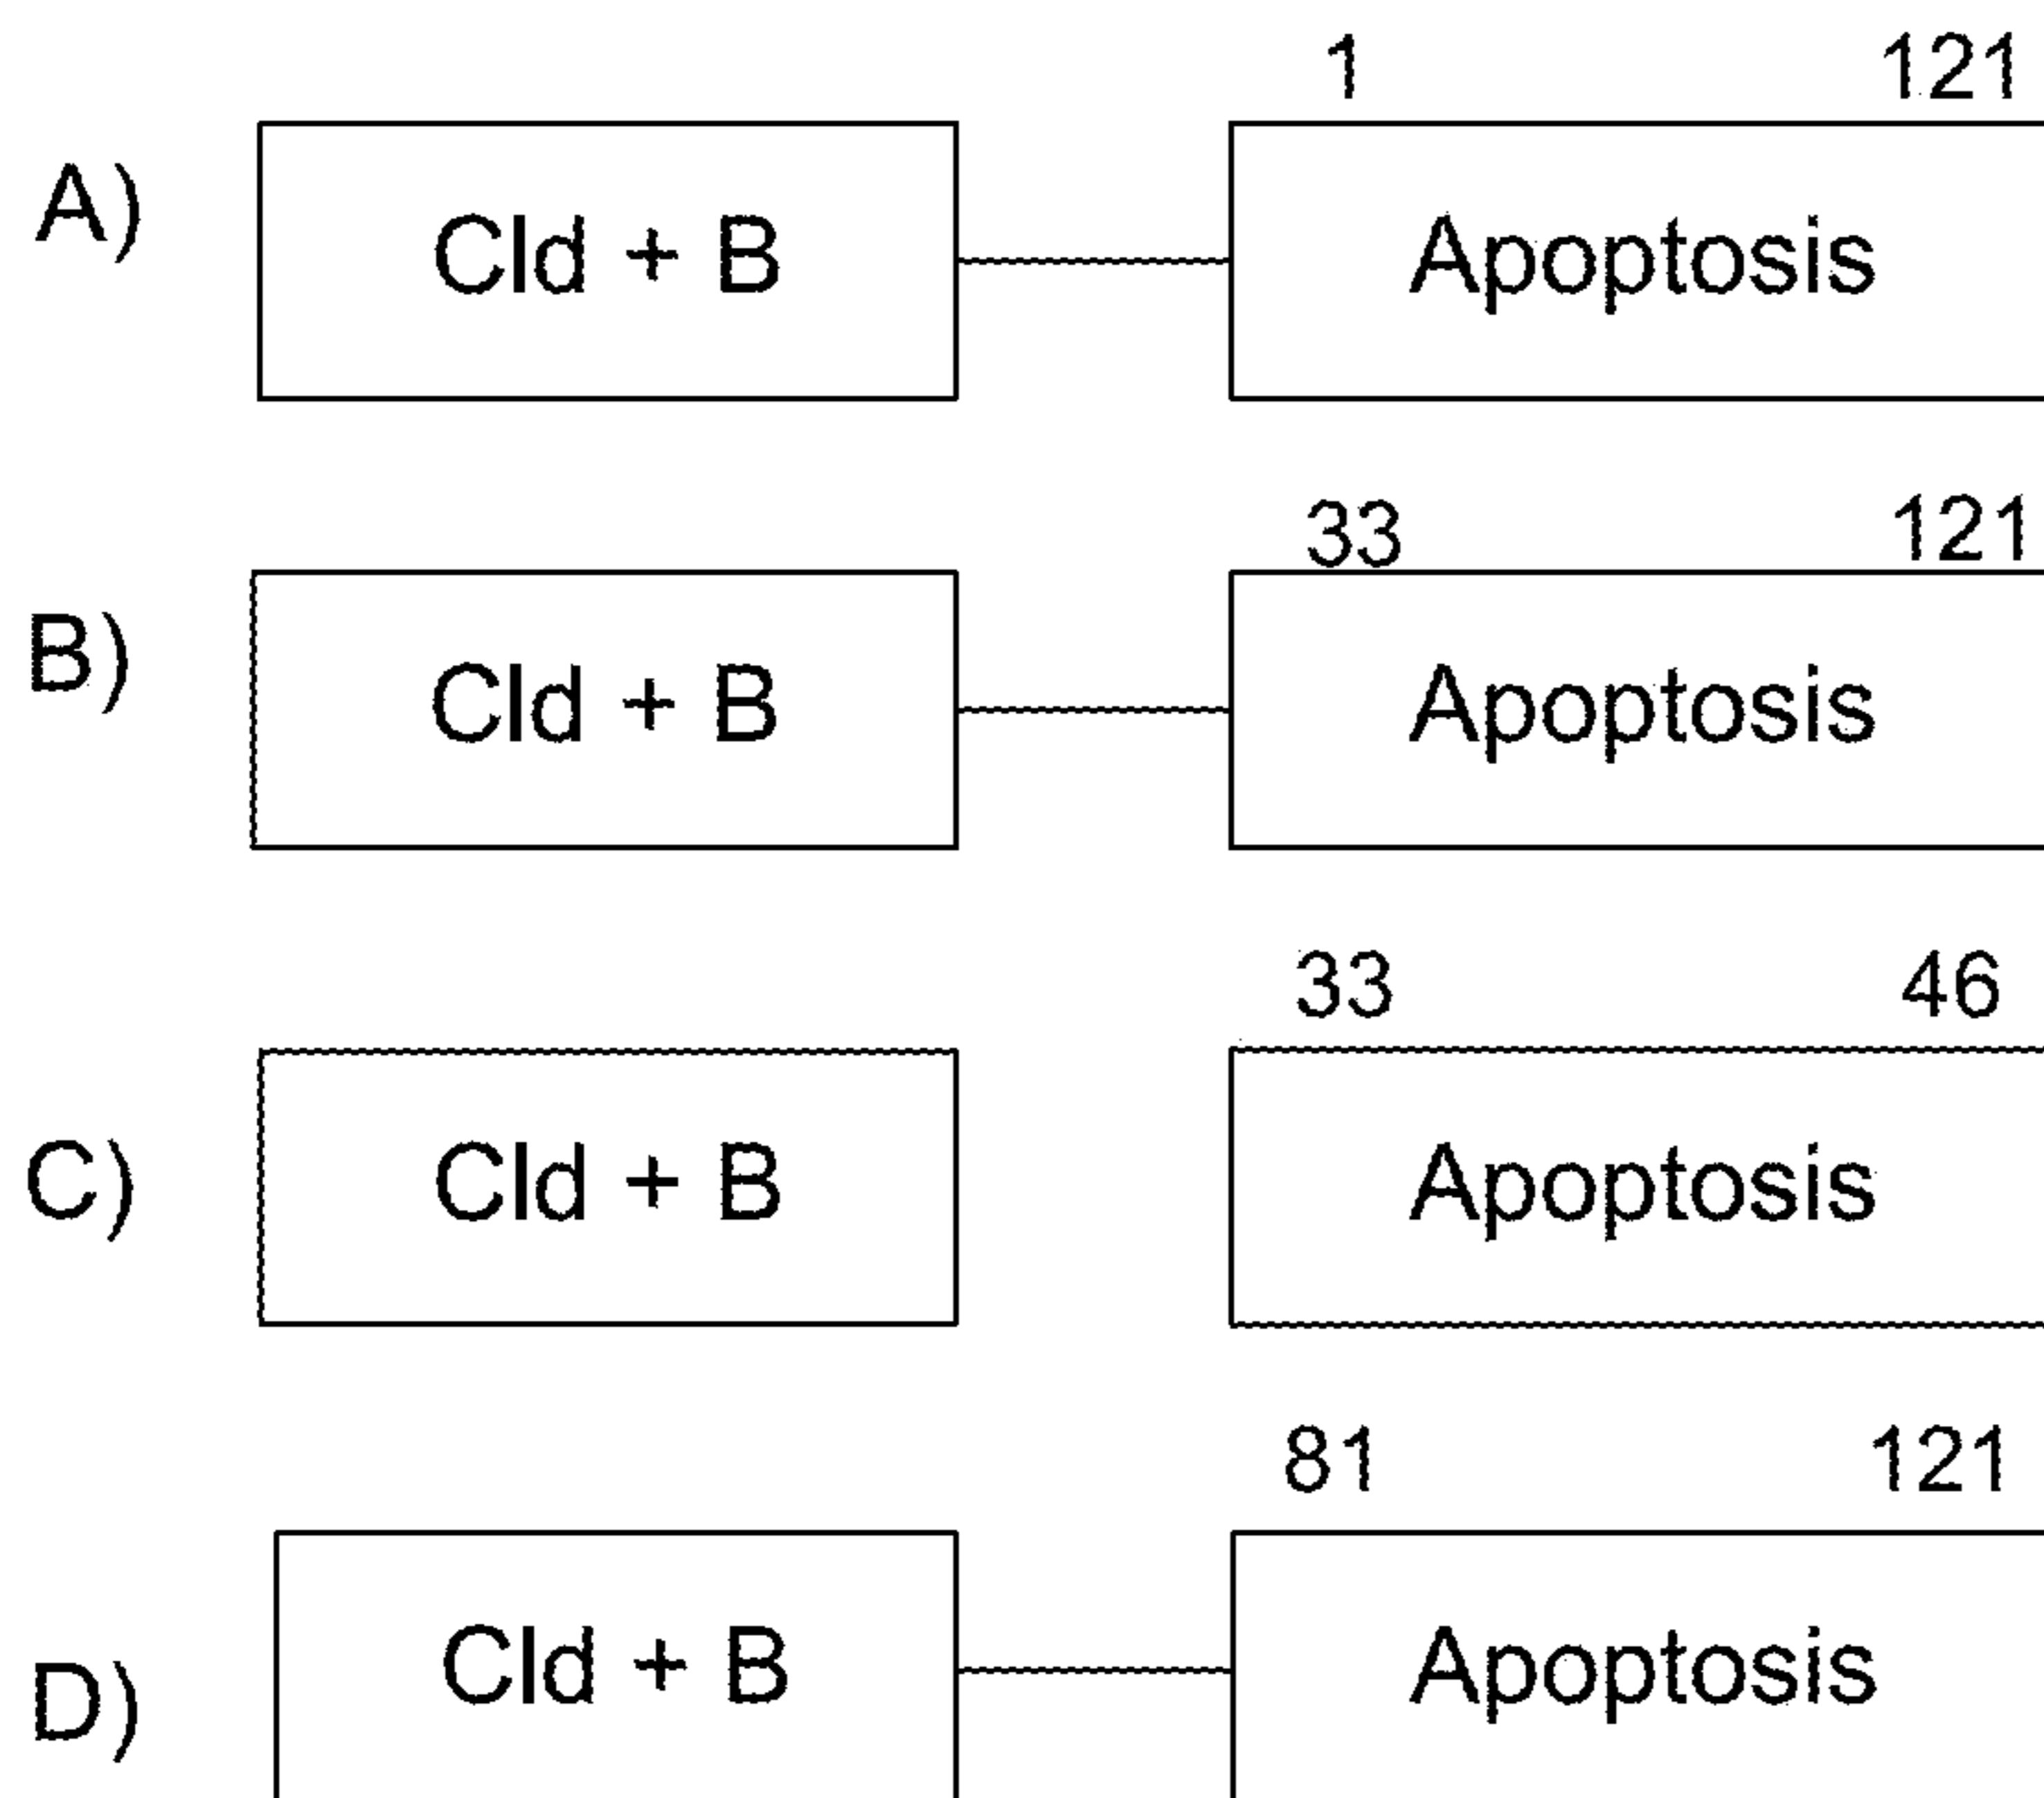 1 121
A) Cld + B Apoptosis
33 121
B) Cld + B Apoptosis
33 46
C) Cld + B Apoptosis
81 121
D) Cld + B Apoptosis